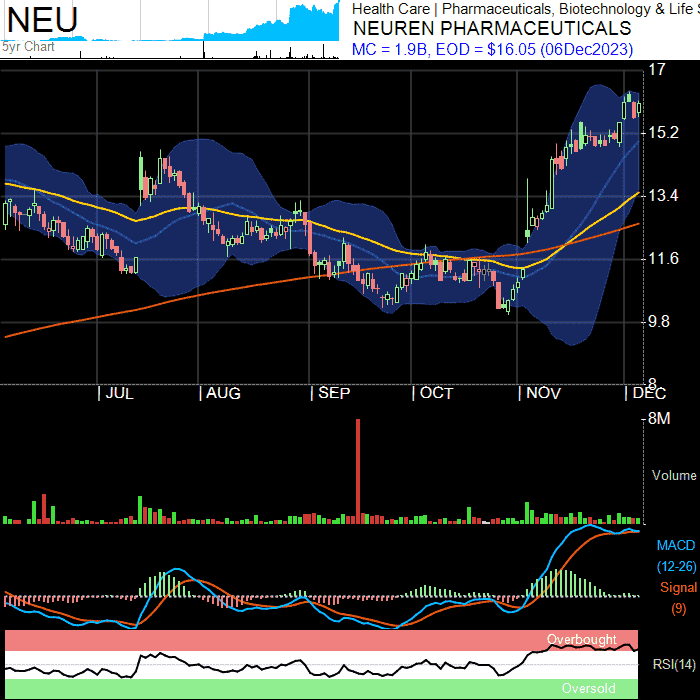 NEU
5yr Chart
Health Care | Pharmaceuticals, Biotechnology & Life S
NEUREN PHARMACEUTICALS
MC = 1.9B, EOD = $16.05 (06Dec2023)
17
15.2
13.4
11.6
9.8
8
| JUL | AUG | SEP | OCT | NOV | DEC
8M
Volume
MACD
(12-26)
Signal
(9)
Overbought
RSI(14)
Oversold